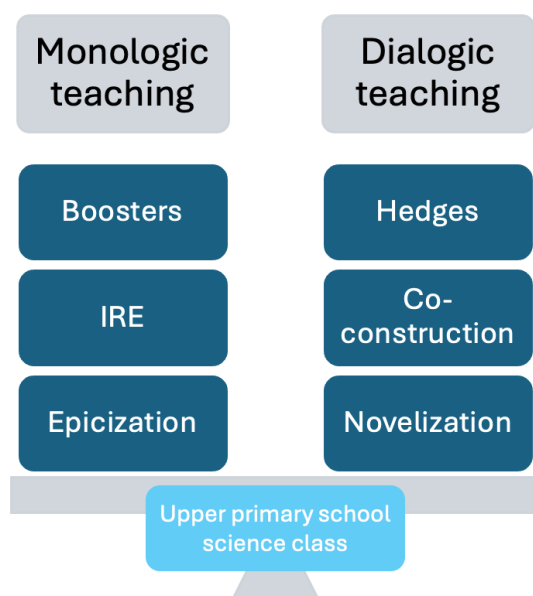 Monologic
teaching
Dialogic
teaching
Boosters
Hedges
IRE
Co-
construction
Epicization
Novelization
Upper primary school
science class